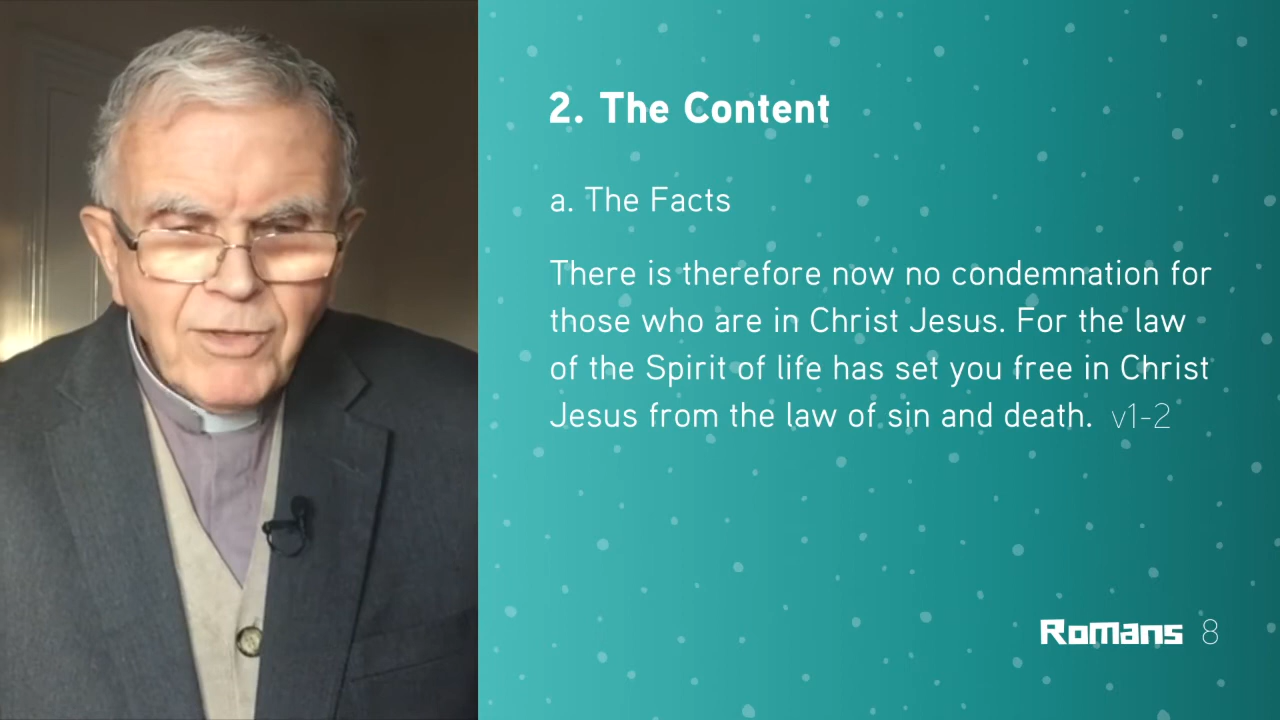 2. The Content
a. The Facts
There is therefore now no condemnation for
those who are in Christ Jesus. For the law
of the Spirit of life has set you free in Christ
Jesus from the law of sin and death. v1-2
Romans 8